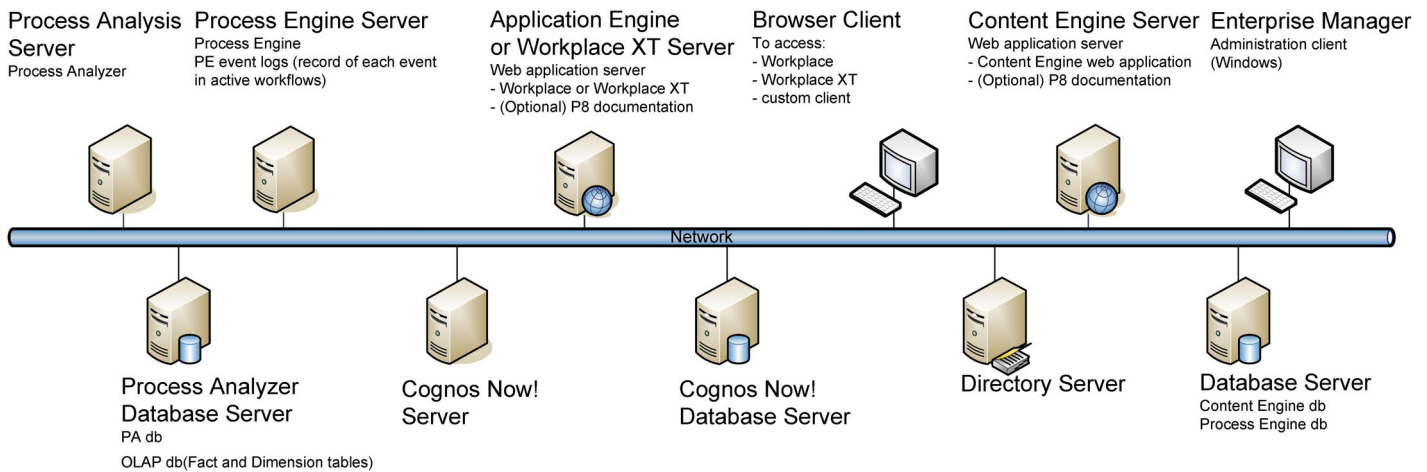 Process Analysis
Server
Process Analyzer
Process Engine Server
Process Engine
PE event logs (record of each event
in active workflows)
Application Engine
or Workplace XT Server
Web application server
- Workplace or Workplace XT
- (Optional) P8 documentation
Browser Client
To access:
- Workplace
- Workplace XT
- custom client
Content Engine Server
Web application server
- Content Engine web application
- (Optional) P8 documentation
Enterprise Manager
Administration client
(Windows)
Network
Process Analyzer
Database Server
PA db
OLAP db(Fact and Dimension tables)
Cognos Now!
Server
Cognos Now!
Database Server
Directory Server
Database Server
Content Engine db
Process Engine db